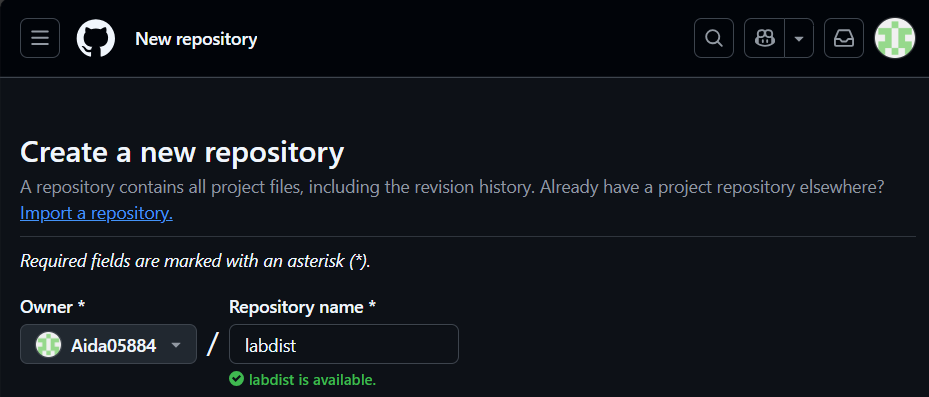 New repository
Create a new repository
A repository contains all project files, including the revision history. Already have a project repository elsewhere?
Import a repository.
Required fields are marked with an asterisk (*).
Owner *
Repository name *
Aida05884
/
labdist
labdist is available.